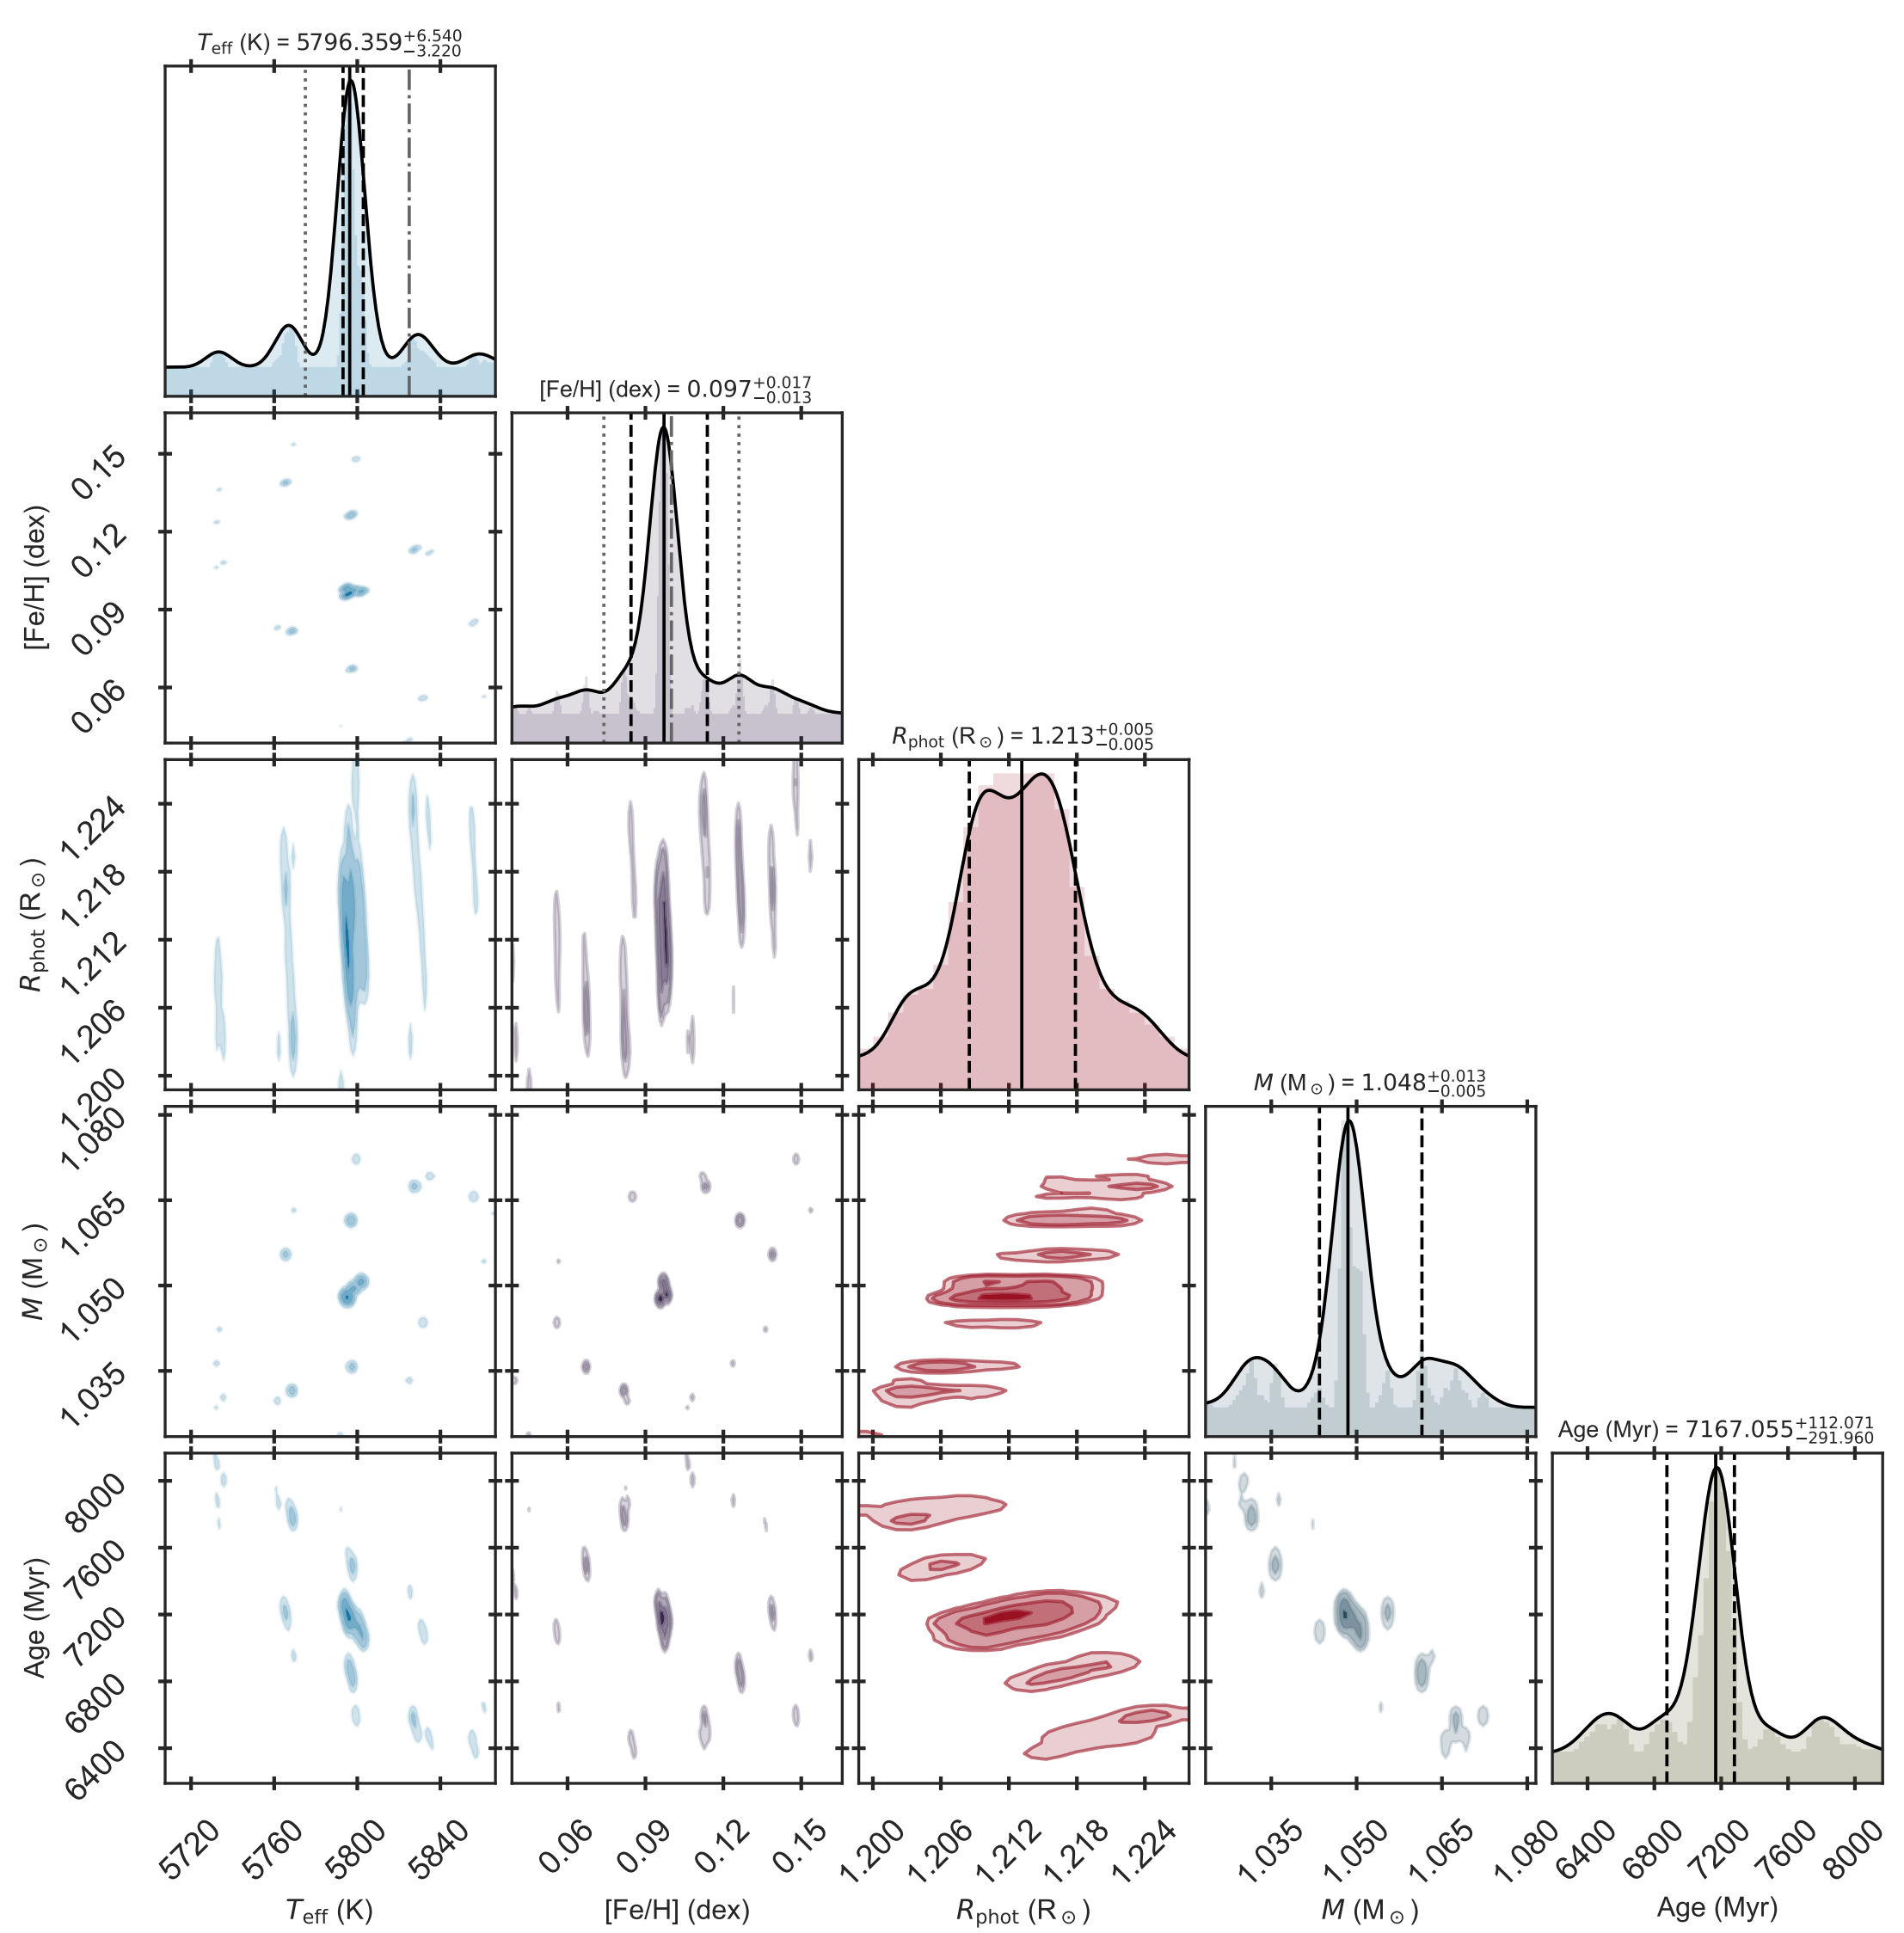 T_eff (K) = 5796.359 +6.540 −3.220
[Fe/H] (dex) = 0.097 +0.017 −0.013
[Fe/H] (dex)
0.15
0.12
0.09
0.06
R_phot (R⊙) = 1.213 +0.005 −0.005
R_phot (R⊙)
1.224
1.218
1.212
1.206
1.200
M (M⊙) = 1.048 +0.013 −0.005
M (M⊙)
1.080
1.065
1.050
1.035
Age (Myr) = 7167.055 +112.071 −291.960
Age (Myr)
8000
7600
7200
6800
6400
5720 5760 5800 5840 0.06 0.09 0.12 0.15 1.200 1.206 1.212 1.218 1.224 1.035 1.050 1.065 1.080 6400 6800 7200 7600 8000
T_eff (K) [Fe/H] (dex) R_phot (R⊙) M (M⊙) Age (Myr)